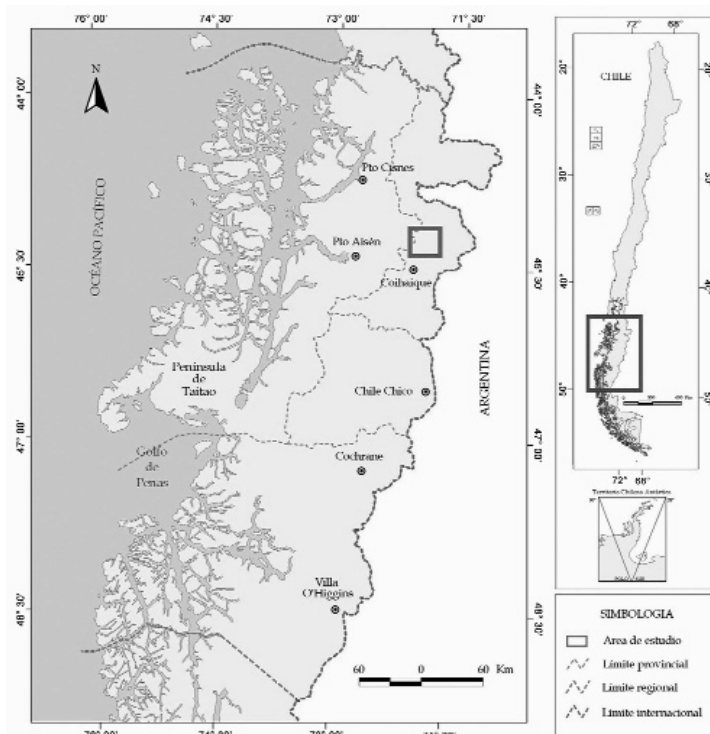 76° 00'
74° 30'
73° 00'
71° 30'
N
44° 00'
44° 00'
OCÉANO PACÍFICO
Pto Cisnes
Pto Aisén
45° 30'
45° 30'
Coihaique
Península
de
Taitao
Chile Chico
ARGENTINA
47° 00'
47° 00'
Golfo
de
Penas
Cochrane
Villa
O'Higgins
48° 30'
48° 30'
60 0 60 Km
72° 68°
CHILE
20°
20°
30°
30°
40°
40°
50°
50°
72° 68°
Territorio Chileno Antártico
SIMBOLOGIA
Area de estudio
Límite provincial
Límite regional
Límite internacional